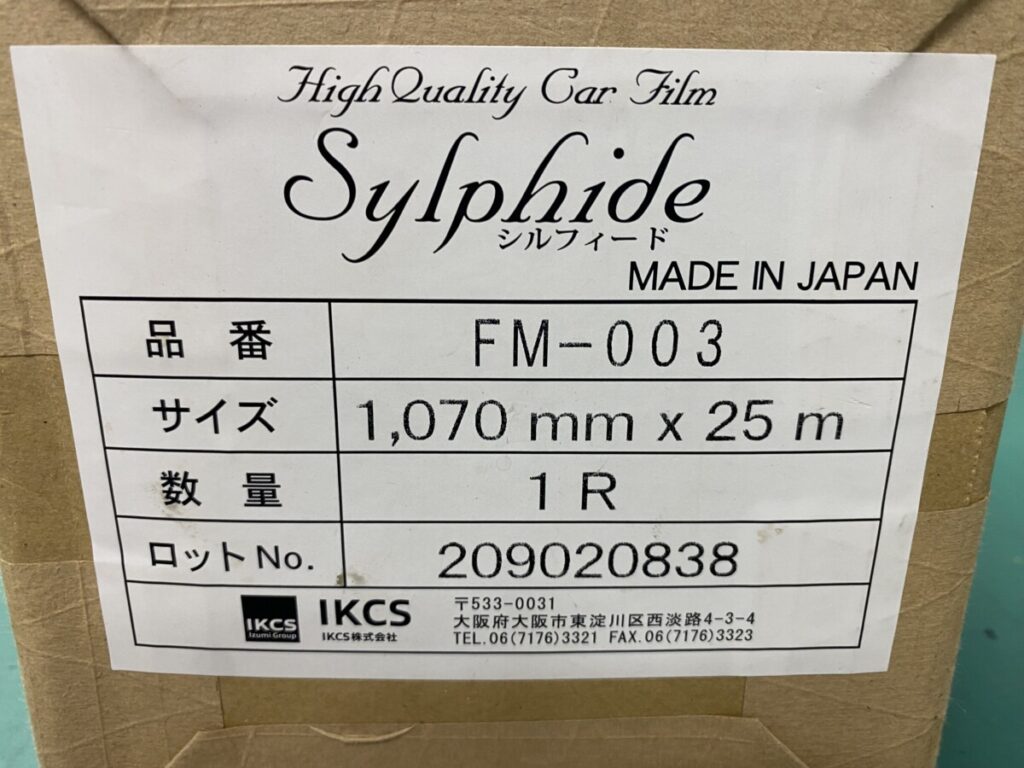 High Quality Car Film
Sylphide
シルフィード
MADE IN JAPAN
品番 FM-003
サイズ 1,070 mm x 25 m
数量 1 R
ロットNo. 209020838
IKCS
Izumi Group
IKCS
IKCS株式会社
〒533-0031
大阪府大阪市東淀川区西淡路4-3-4
TEL.06(7176)3321 FAX.06(7176)3323